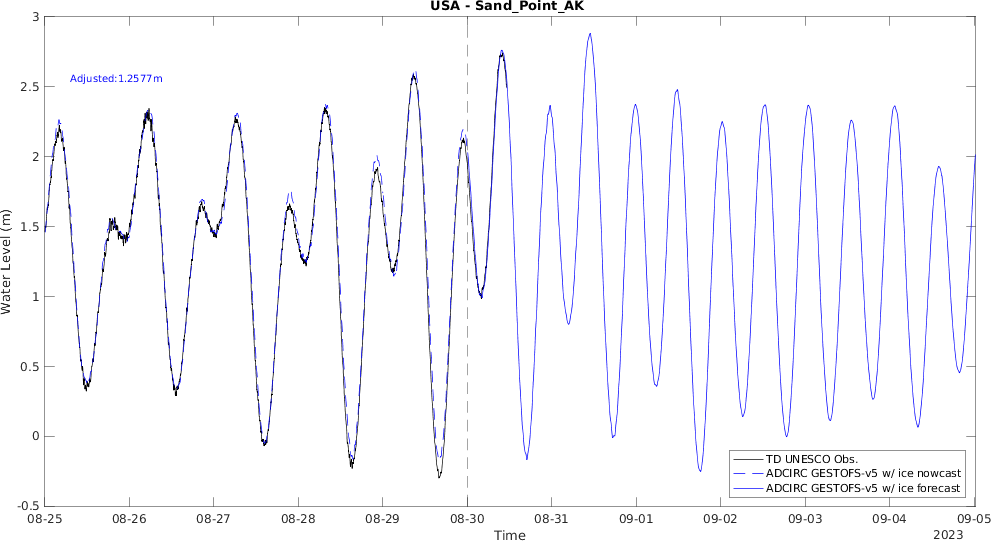 USA - Sand_Point_AK
3
2.5
2
1.5
1
0.5
0
-0.5
Water Level (m)
Adjusted:1.2577m
TD UNESCO Obs.
ADCIRC GESTOFS-v5 w/ ice nowcast
ADCIRC GESTOFS-v5 w/ ice forecast
08-25 08-26 08-27 08-28 08-29 08-30 08-31 09-01 09-02 09-03 09-04 09-05
Time
2023